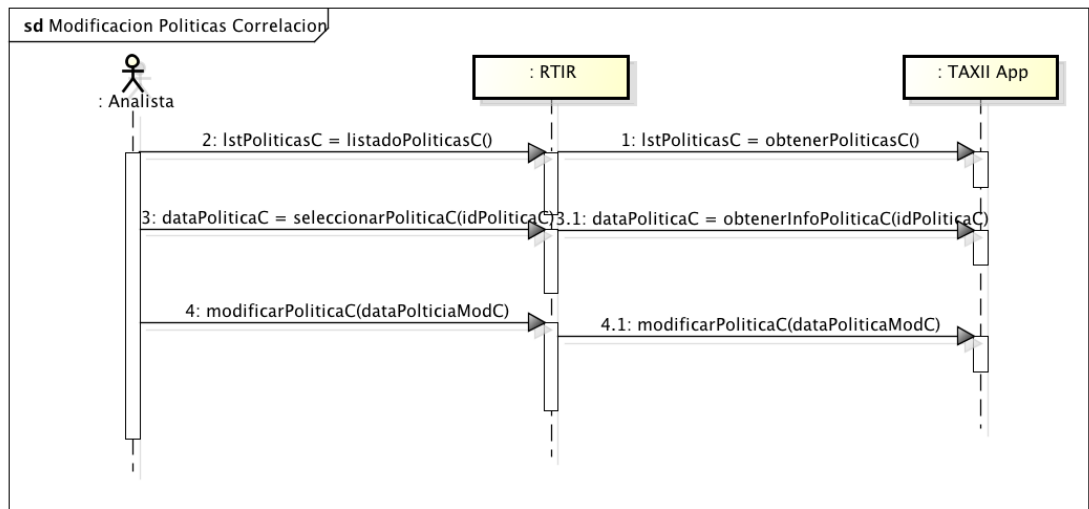 sd Modificacion Politicas Correlacion
: Analista
: RTIR
: TAXII App
2: lstPoliticasC = listadoPoliticasC()
1: lstPoliticasC = obtenerPoliticasC()
3: dataPoliticaC = seleccionarPoliticaC(idPoliticaC)
3.1: dataPoliticaC = obtenerInfoPoliticaC(idPoliticaC)
4: modificarPoliticaC(dataPolticiaModC)
4.1: modificarPoliticaC(dataPoliticaModC)